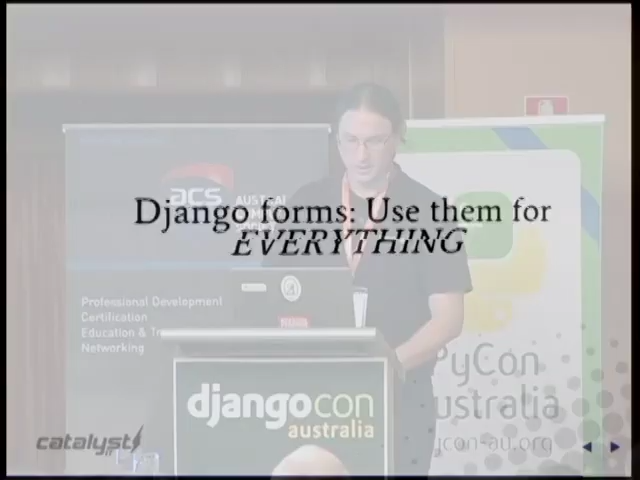 acs
Django forms: Use them for
EVERYTHING
Professional Development
Certification
Education &
Networking
PyCon
ustralia
ycon-au.org
djangocon
australia
catalyst